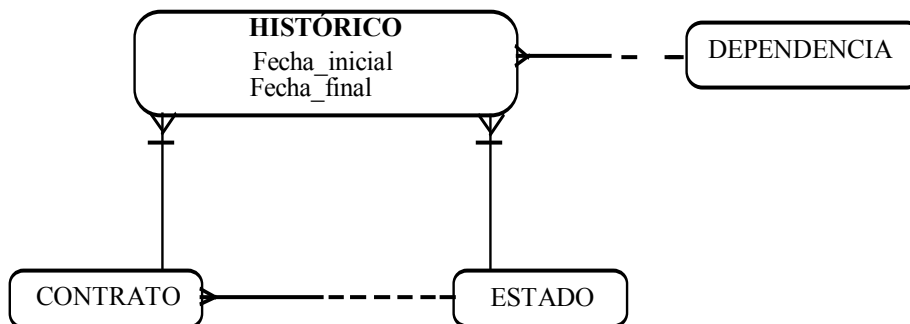 HISTÓRICO
Fecha_inicial
Fecha_final
DEPENDENCIA
CONTRATO
ESTADO